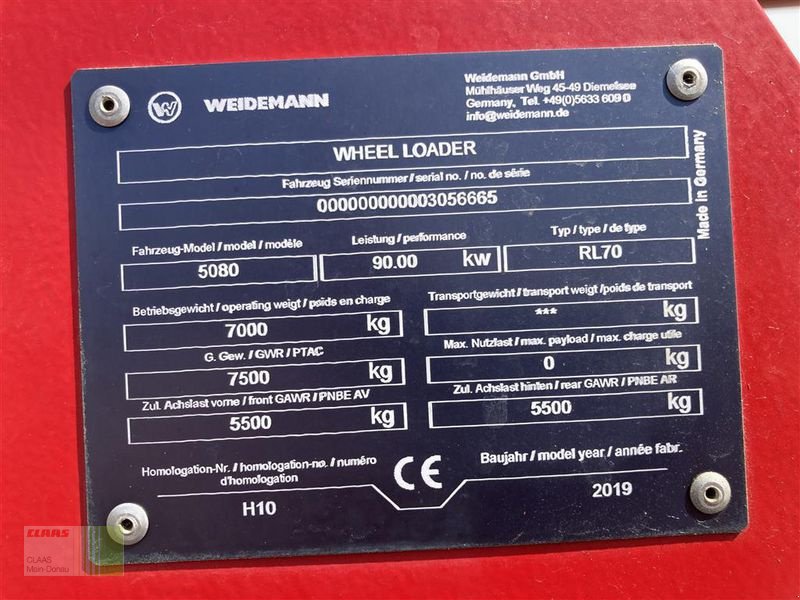 WEIDEMANN
Weidemann GmbH
Mühlhäuser Weg 45-49 Diemelsee
Germany, Tel. +49(0)5633 609 0
info@weidemann.de
WHEEL LOADER
Fahrzeug Seriennummer / serial no. / no. de série
000000000003056665
Made in Germany
Fahrzeug-Model / model / modèle
5080
Leistung / performance
90.00 kw
Typ / type / de type
RL70
Betriebsgewicht / operating weigt / poids en charge
7000 kg
Transportgewicht / transport weigt / poids de transport
*** kg
G. Gew. / GWR / PTAC
7500 kg
Max. Nutzlast / max. payload / max. charge utile
0 kg
Zul. Achslast vorne / front GAWR / PNBE AV
5500 kg
Zul. Achslast hinten / rear GAWR / PNBE AR
5500 kg
Homologation-Nr. / homologation-no. / numéro
d'homologation
H10
CE
Baujahr / model year / année fabr.
2019
CLAAS
CLAAS
Main-Donau